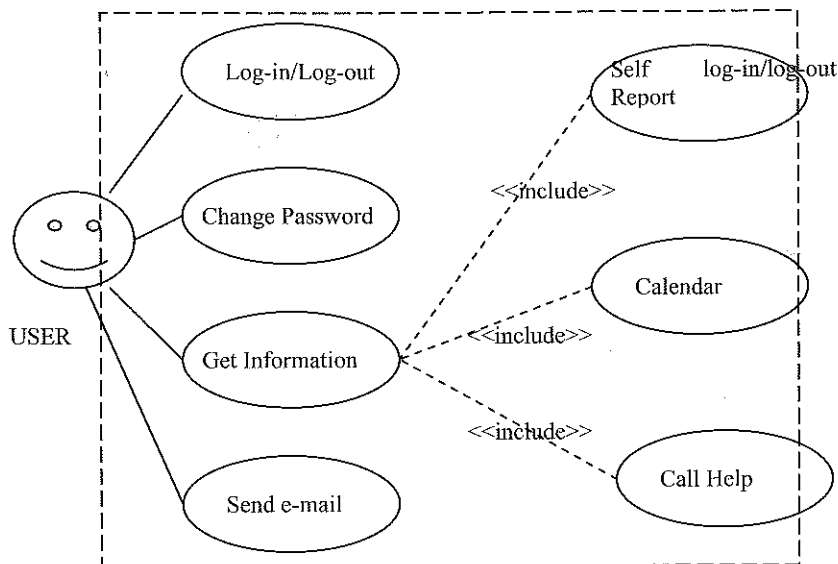 Log-in/Log-out
Self log-in/log-out
Report
<<include>>
Change Password
Calendar
USER
<<include>>
Get Information
<<include>>
Call Help
Send e-mail